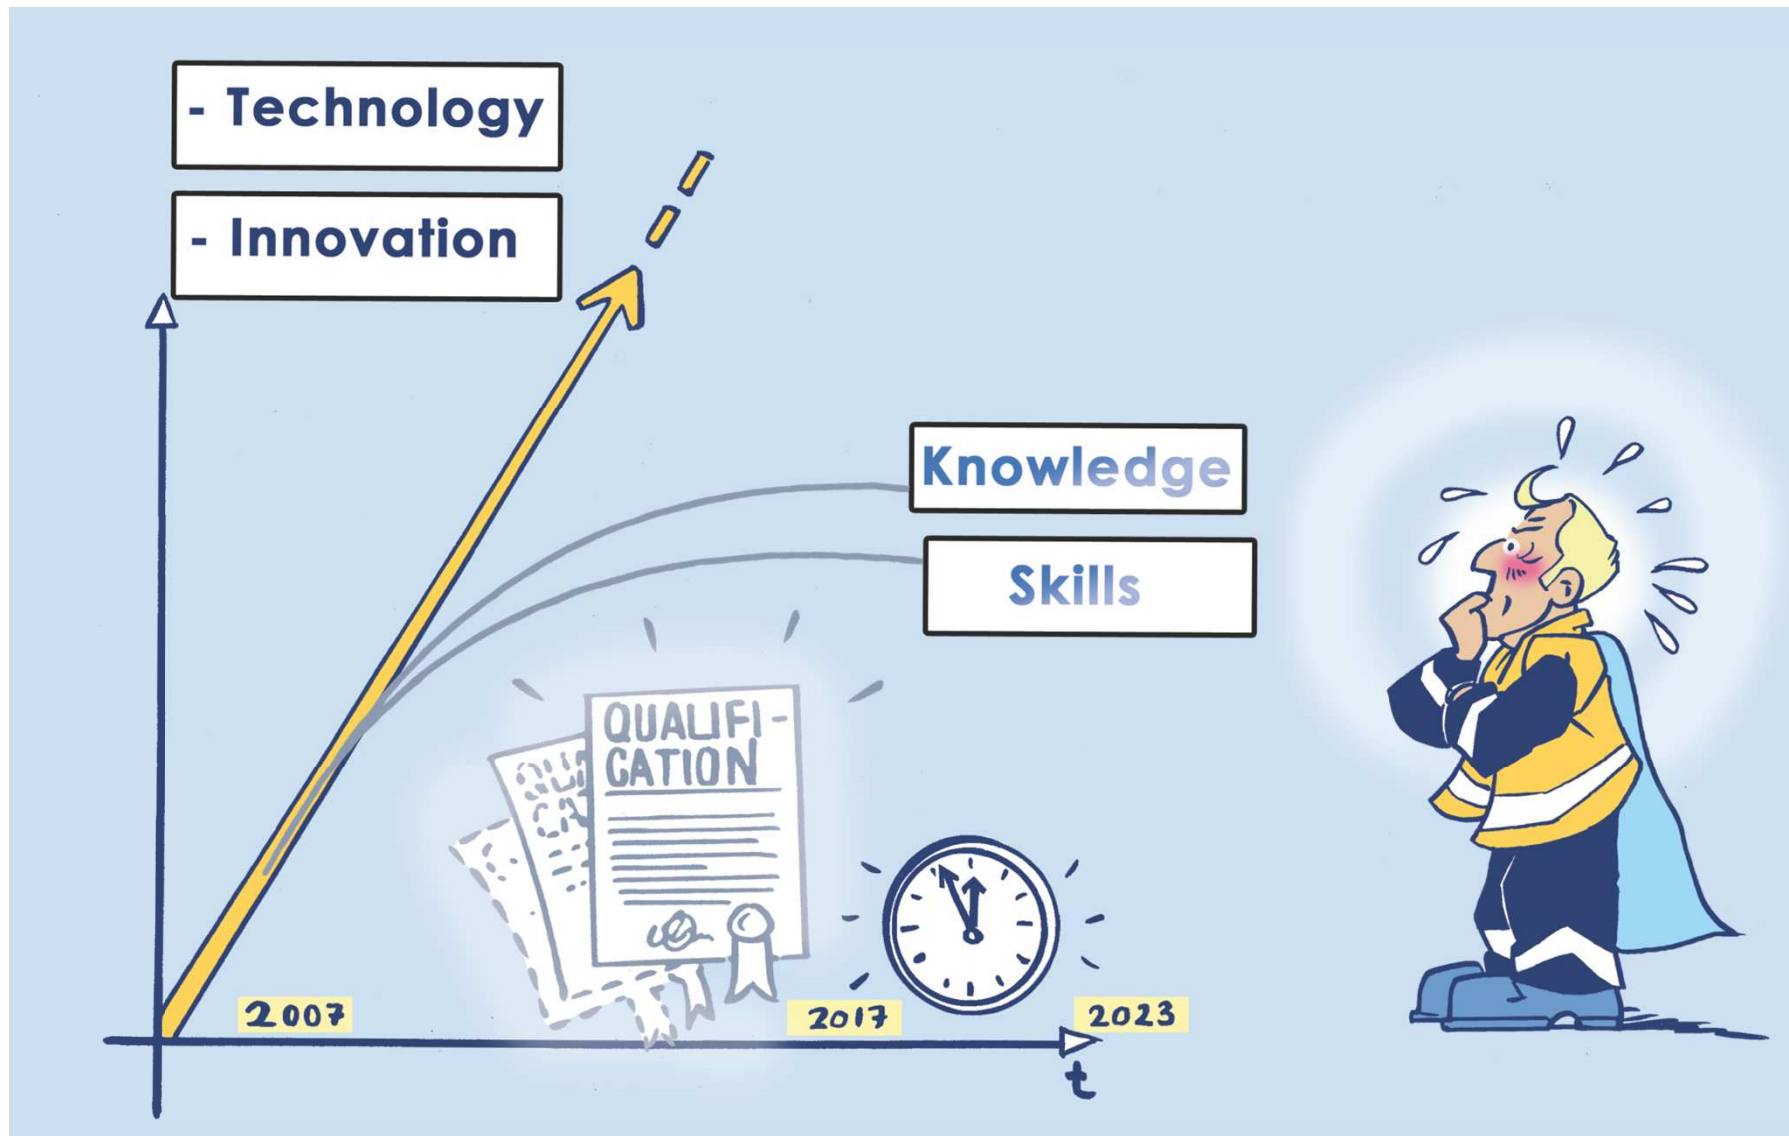 - Technology
- Innovation
Knowledge
Skills
QUALIFI-
CATION
2007
2017
2023
t